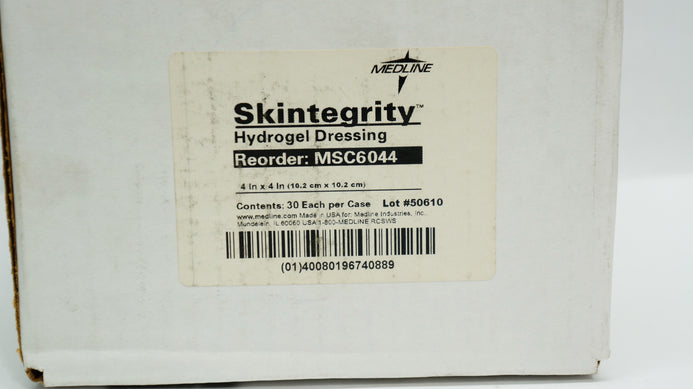 MEDLINE
Skintegrity™
Hydrogel Dressing
Reorder: MSC6044
4 in x 4 in (10.2 cm x 10.2 cm)
Contents: 30 Each per Case Lot #50610
www.medline.com Made in USA for: Medline Industries, Inc.,
Mundelein, IL 60060 USA 1-800-MEDLINE RC5WS
(01)40080196740889